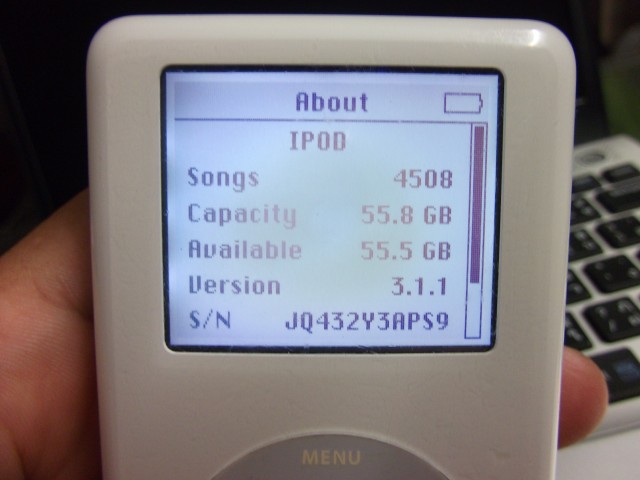 About
IPOD
Songs 4508
Capacity 55.8 GB
Available 55.5 GB
Version 3.1.1
S/N JQ432Y3APS9
MENU